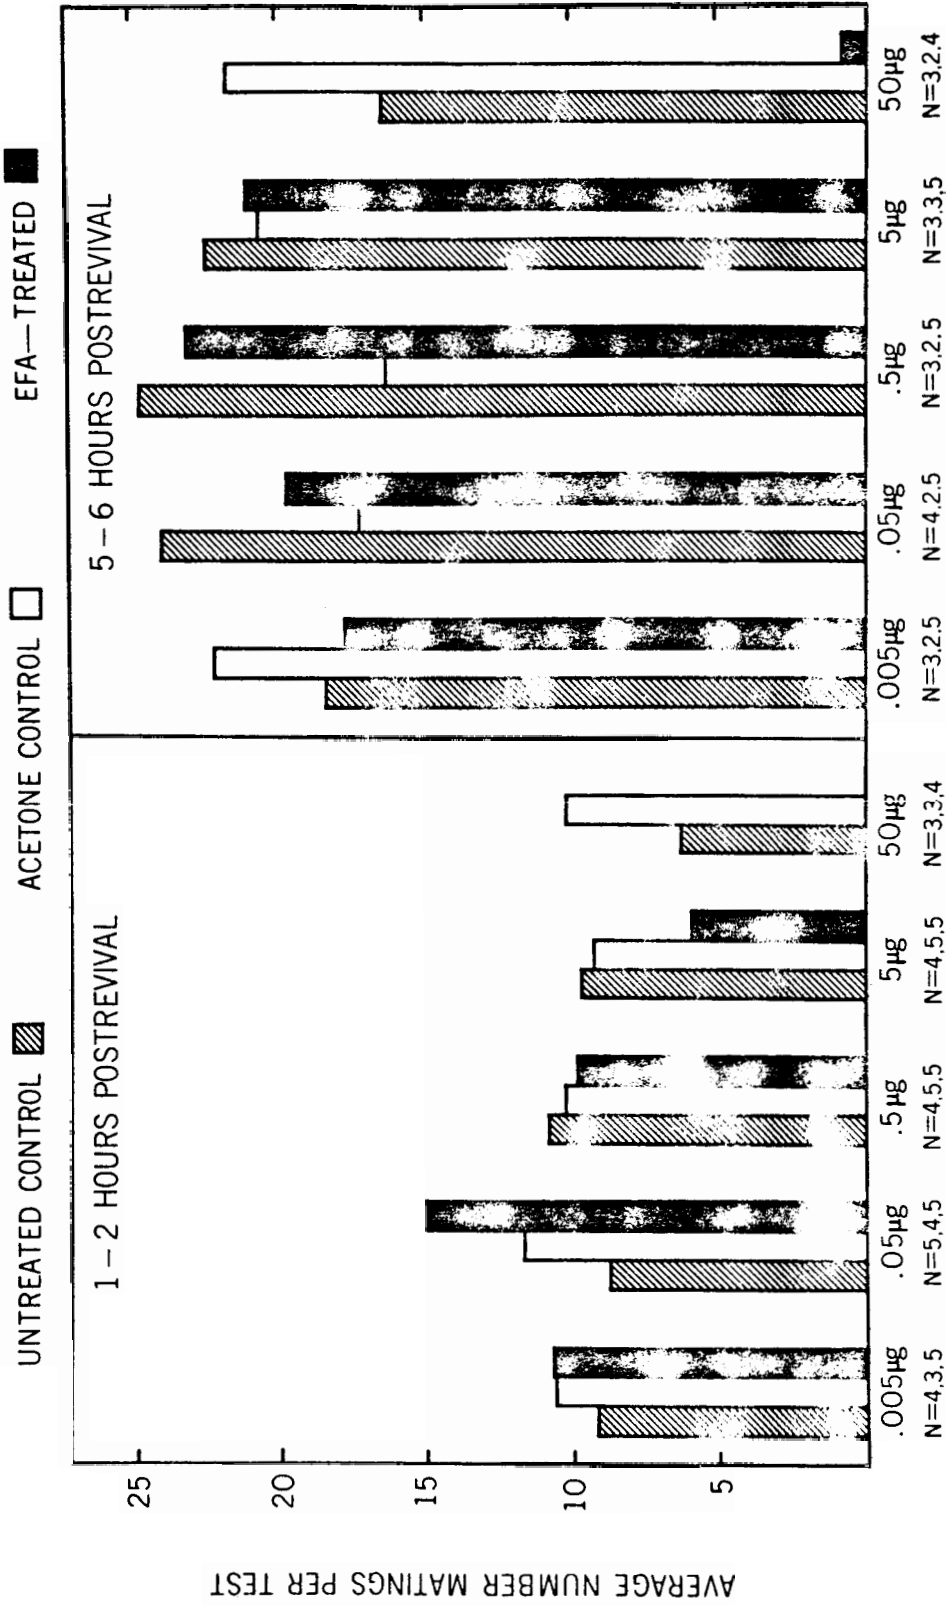 UNTREATED CONTROL ACETONE CONTROL EFA—TREATED
1–2 HOURS POSTREVIVAL
5–6 HOURS POSTREVIVAL
AVERAGE NUMBER MATINGS PER TEST
25
20
15
10
5
.005µg .05µg .5µg 5µg 50µg .005µg .05µg .5µg 5µg 50µg
N=4,3,5 N=5,4,5 N=4,5,5 N=4,5,5 N=3,3,4 N=3,2,5 N=4,2,5 N=3,2,5 N=3,3,5 N=3,2,4